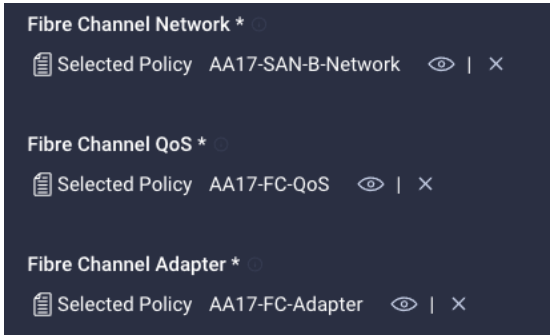 Fibre Channel Network *
Selected Policy AA17-SAN-B-Network |
Fibre Channel QoS *
Selected Policy AA17-FC-QoS |
Fibre Channel Adapter *
Selected Policy AA17-FC-Adapter |